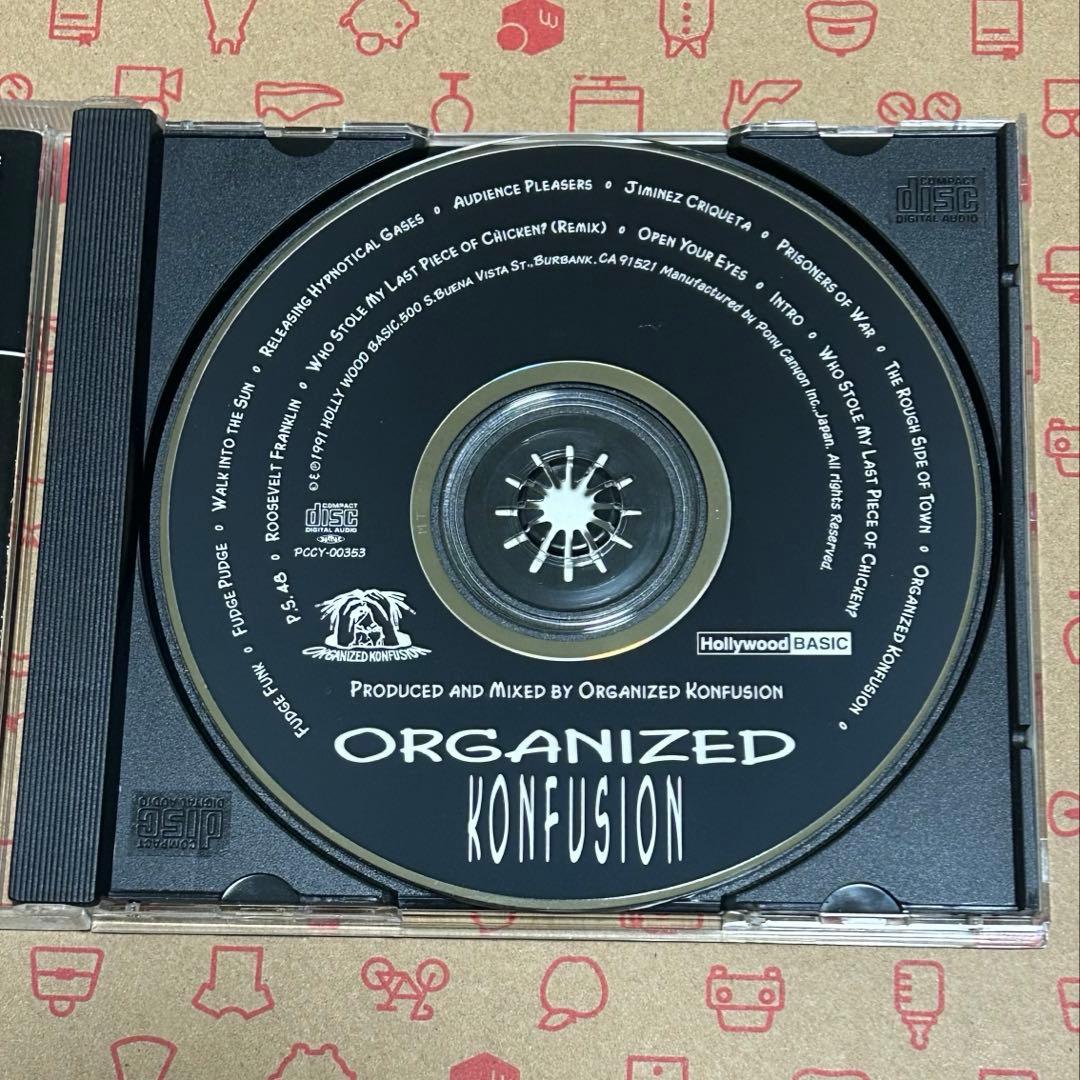 FUDGE FUNK ◦ FUDGE PUDGE ◦ WALK INTO THE SUN ◦ RELEASING HYPNOTICAL GASES ◦ AUDIENCE PLEASERS ◦ JIMINEZ CRIQUETA ◦ PRISONERS OF WAR ◦ THE ROUGH SIDE OF TOWN ◦ ORGANIZED KONFUSION ◦
P.S. 48 ◦ ROOSEVELT FRANKLIN ◦ WHO STOLE MY LAST PIECE OF CHICKEN? (REMIX) ◦ OPEN YOUR EYES ◦ INTRO ◦ WHO STOLE MY LAST PIECE OF CHICKEN?
1991 HOLLY WOOD BASIC.500 S.BUENA VISTA ST.,BURBANK. CA 91521 Manufactured by Pony Canyon Inc.,Japan. All rights Reserved.
COMPACT
disc
DIGITAL AUDIO
COMPACT
disc
DIGITAL AUDIO
PCCY-00353
MT
ORGANIZED KONFUSION
Hollywood BASIC
PRODUCED AND MIXED BY ORGANIZED KONFUSION
ORGANIZED
KONFUSION
COMPACT
disc
DIGITAL AUDIO